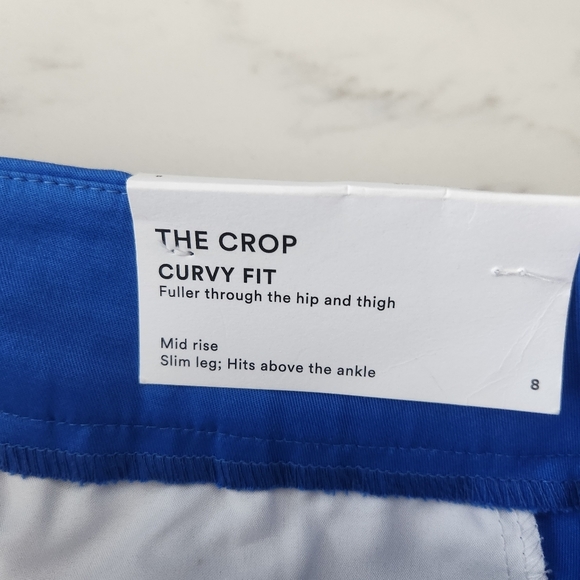 THE CROP
CURVY FIT
Fuller through the hip and thigh
Mid rise
Slim leg; Hits above the ankle
8